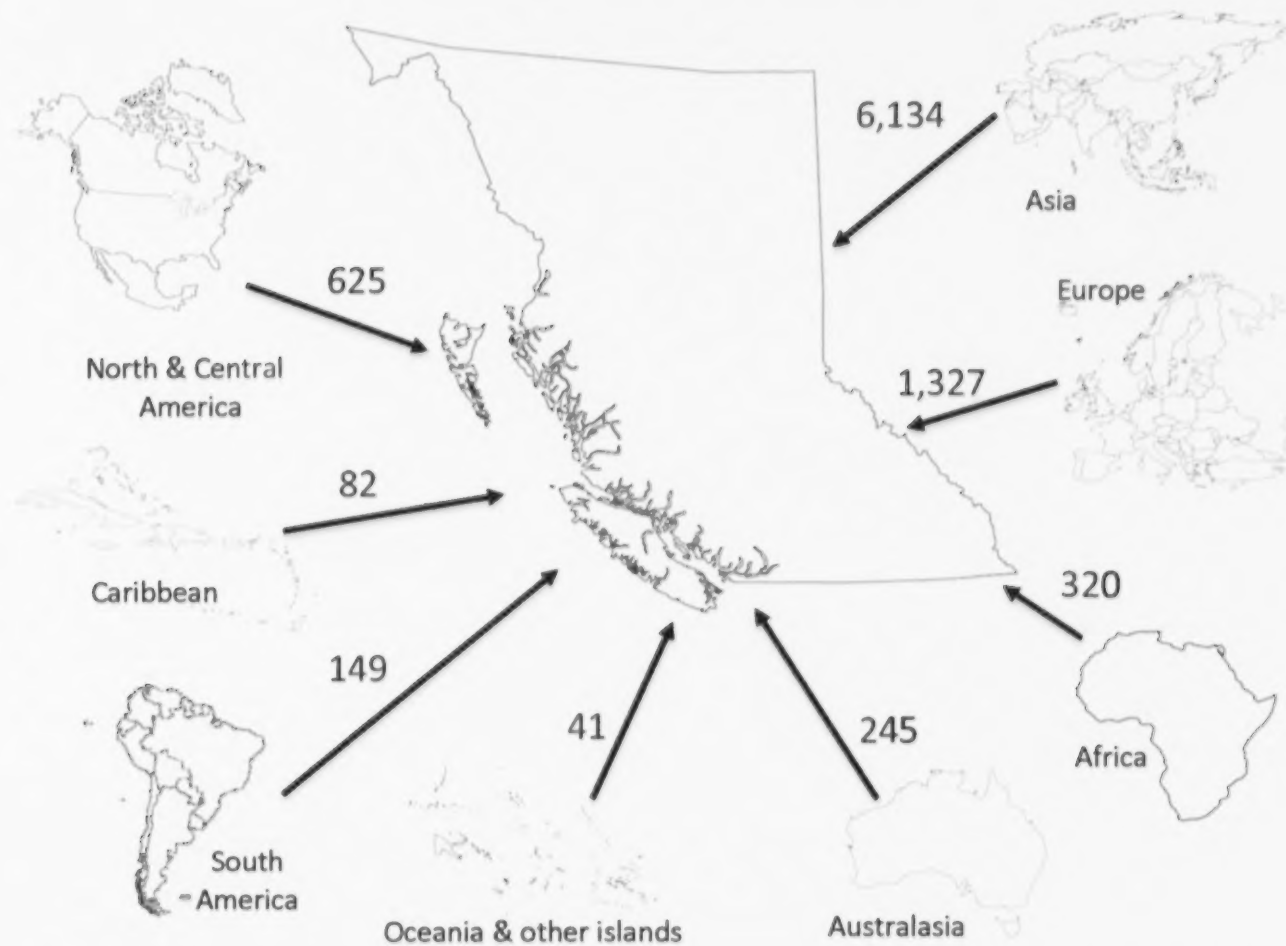 6,134
Asia
Europe
625
North & Central
America
1,327
82
Caribbean
320
149
41
245
Africa
South
America
Oceania & other islands
Australasia